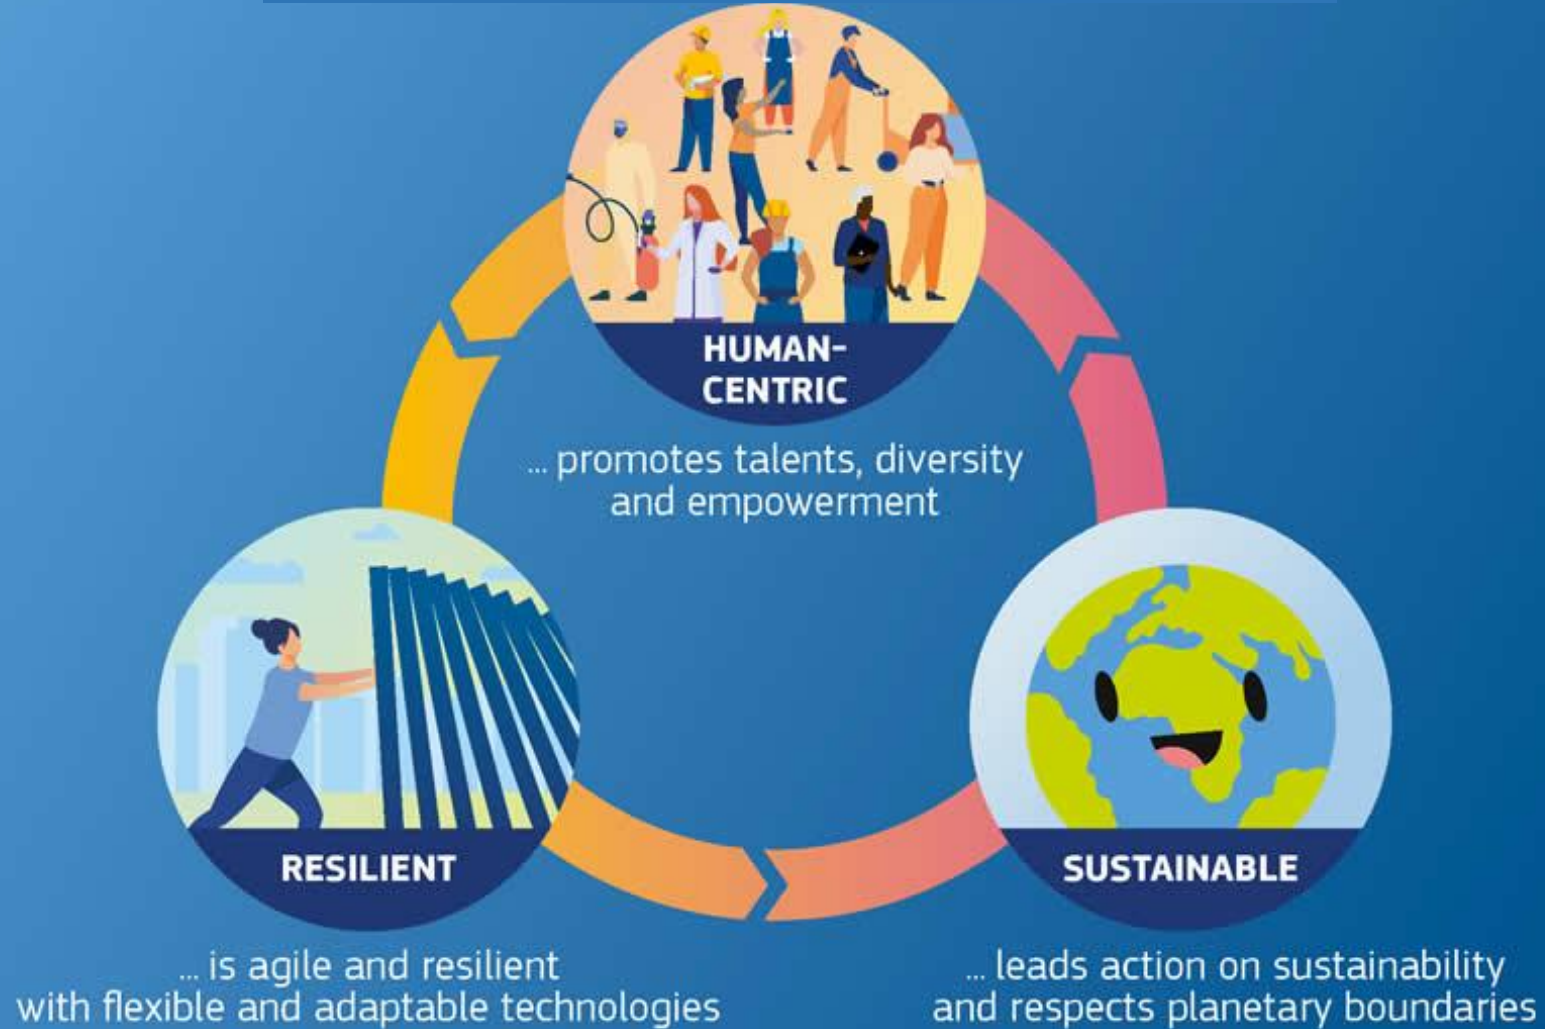 HUMAN-
CENTRIC
... promotes talents, diversity
and empowerment
RESILIENT
... is agile and resilient
with flexible and adaptable technologies
SUSTAINABLE
... leads action on sustainability
and respects planetary boundaries